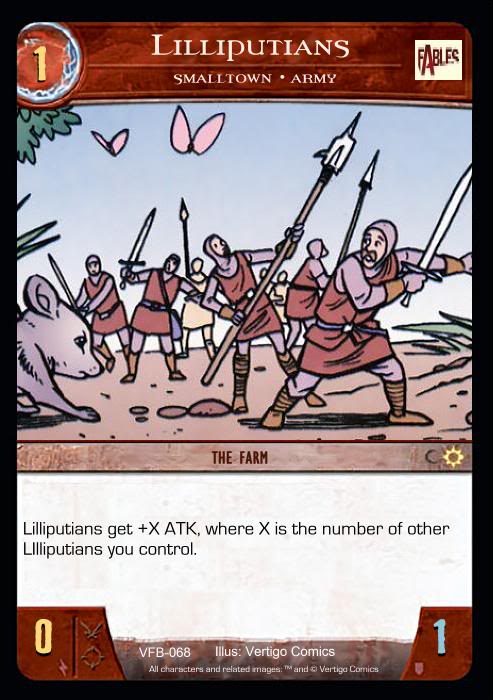 1
LILLIPUTIANS
FABLES
SMALLTOWN • ARMY
THE FARM
Lilliputians get +X ATK, where X is the number of other
LIlliputians you control.
0
1
VFB-068 Illus: Vertigo Comics
All characters and related images: ™ and © Vertigo Comics